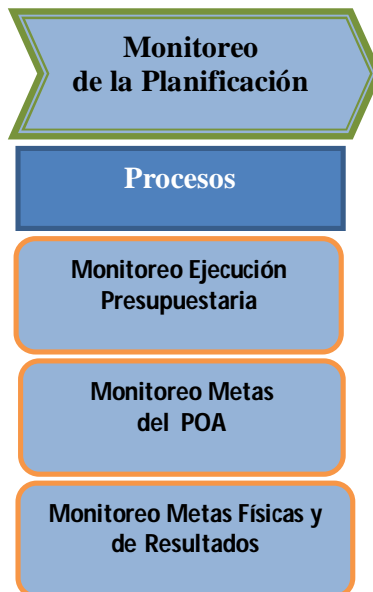 Monitoreo
de la Planificación
Procesos
Monitoreo Ejecución
Presupuestaria
Monitoreo Metas
del POA
Monitoreo Metas Físicas y
de Resultados